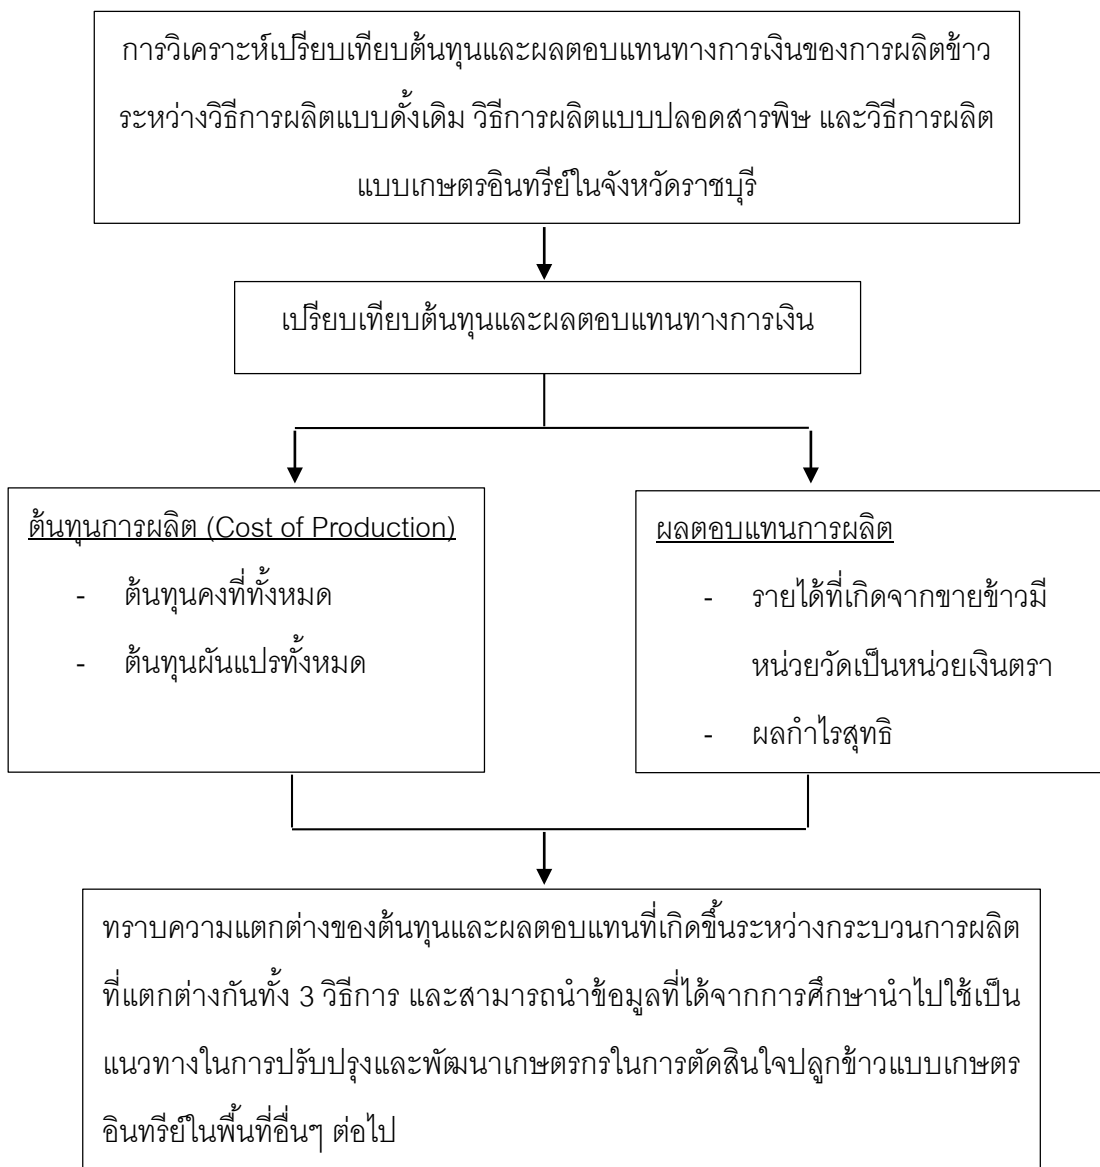 การวิเคราะห์เปรียบเทียบต้นทุนและผลตอบแทนทางการเงินของการผลิตข้าว
ระหว่างวิธีการผลิตแบบดั้งเดิม วิธีการผลิตแบบปลอดสารพิษ และวิธีการผลิต
แบบเกษตรอินทรีย์ในจังหวัดราชบุรี
เปรียบเทียบต้นทุนและผลตอบแทนทางการเงิน
ต้นทุนการผลิต (Cost of Production)
- ต้นทุนคงที่ทั้งหมด
- ต้นทุนผันแปรทั้งหมด
ผลตอบแทนการผลิต
- รายได้ที่เกิดจากขายข้าวมี
หน่วยวัดเป็นหน่วยเงินตรา
- ผลกำไรสุทธิ
ทราบความแตกต่างของต้นทุนและผลตอบแทนที่เกิดขึ้นระหว่างกระบวนการผลิต
ที่แตกต่างกันทั้ง 3 วิธีการ และสามารถนำข้อมูลที่ได้จากการศึกษานำไปใช้เป็น
แนวทางในการปรับปรุงและพัฒนาเกษตรกรในการตัดสินใจปลูกข้าวแบบเกษตร
อินทรีย์ในพื้นที่อื่นๆ ต่อไป